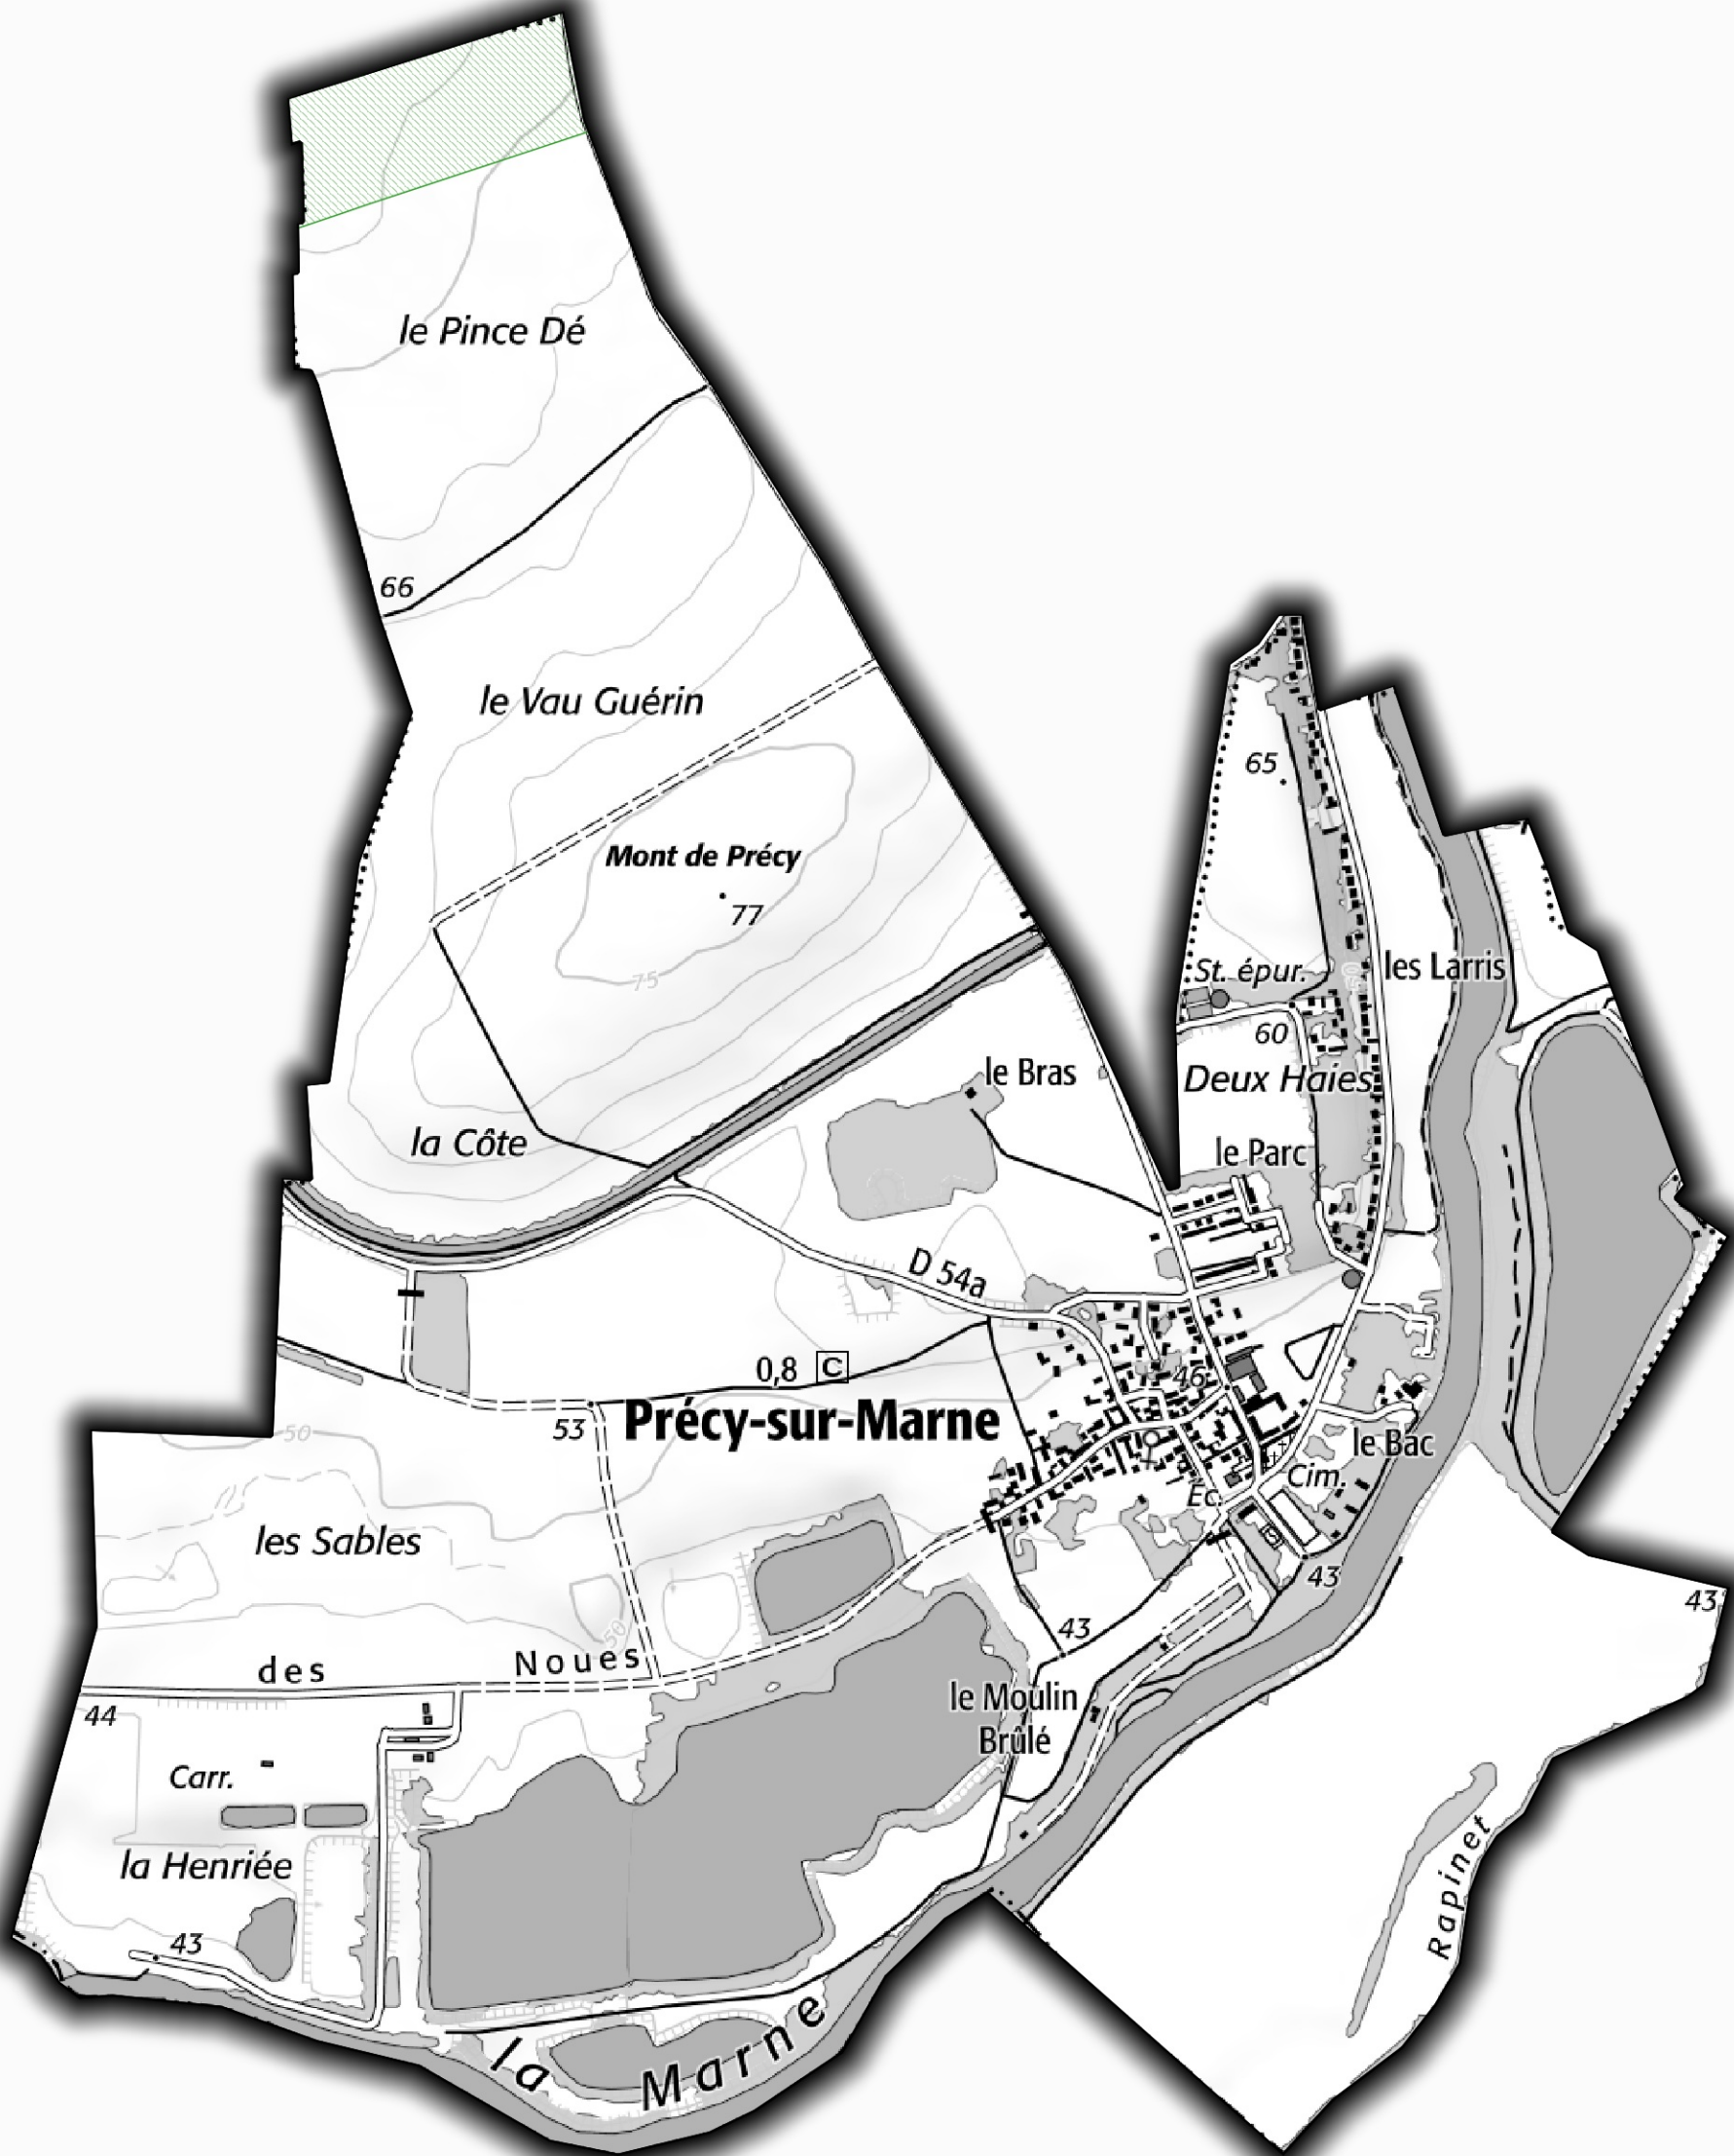 le Pince Dé
66
le Vau Guérin
65
Mont de Précy
77
75
St. épur.
les Larris
50
60
le Bras
Deux Haies
la Côte
le Parc
D 54a
0,8 C
46
53
Précy-sur-Marne
50
le Bac
Cim.
Éc.
les Sables
43
43
43
50
des Noues
le Moulin
Brûlé
44
Carr.
la Henriée
Rapinet
43
la Marne